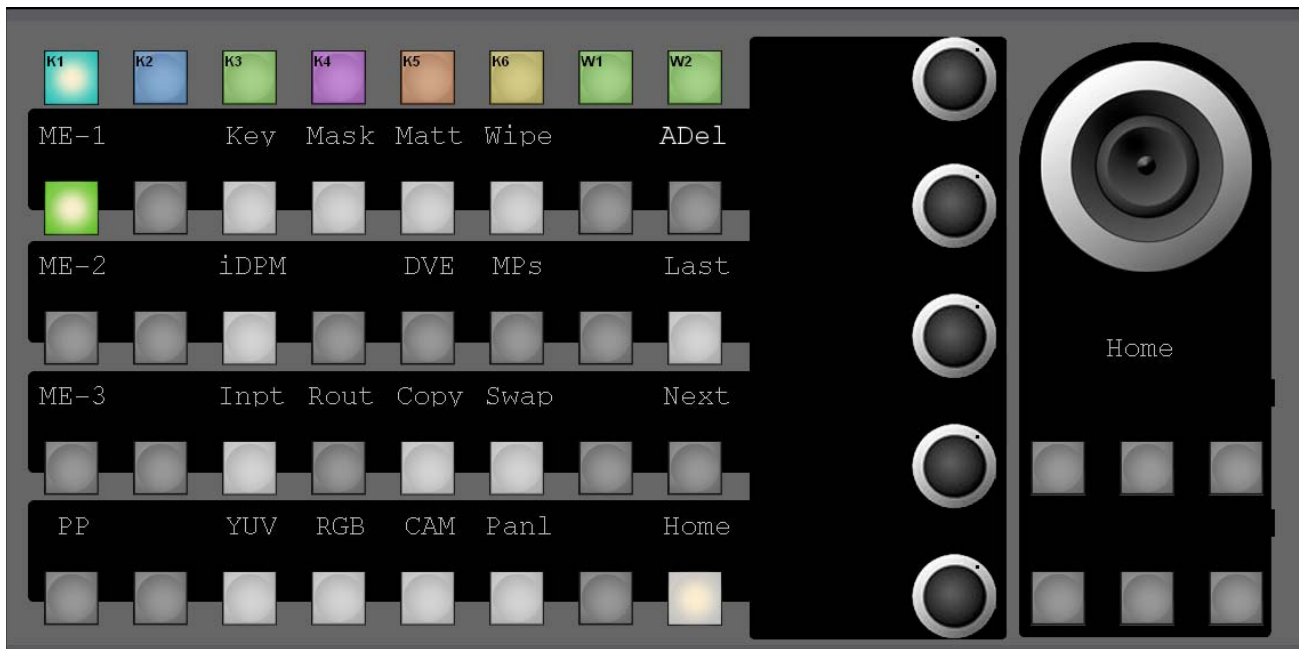 K1 K2 K3 K4 K5 K6 W1 W2
ME-1 Key Mask Matt Wipe ADel
ME-2 iDPM DVE MPs Last
Home
ME-3 Inpt Rout Copy Swap Next
PP YUV RGB CAM Panl Home